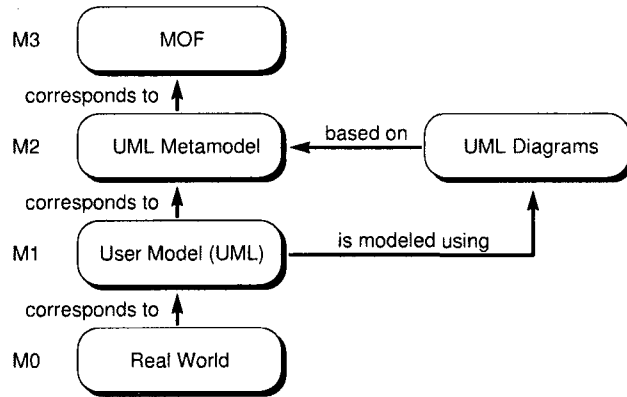 M3
MOF
corresponds to
M2
UML Metamodel
based on
UML Diagrams
corresponds to
M1
User Model (UML)
is modeled using
corresponds to
M0
Real World